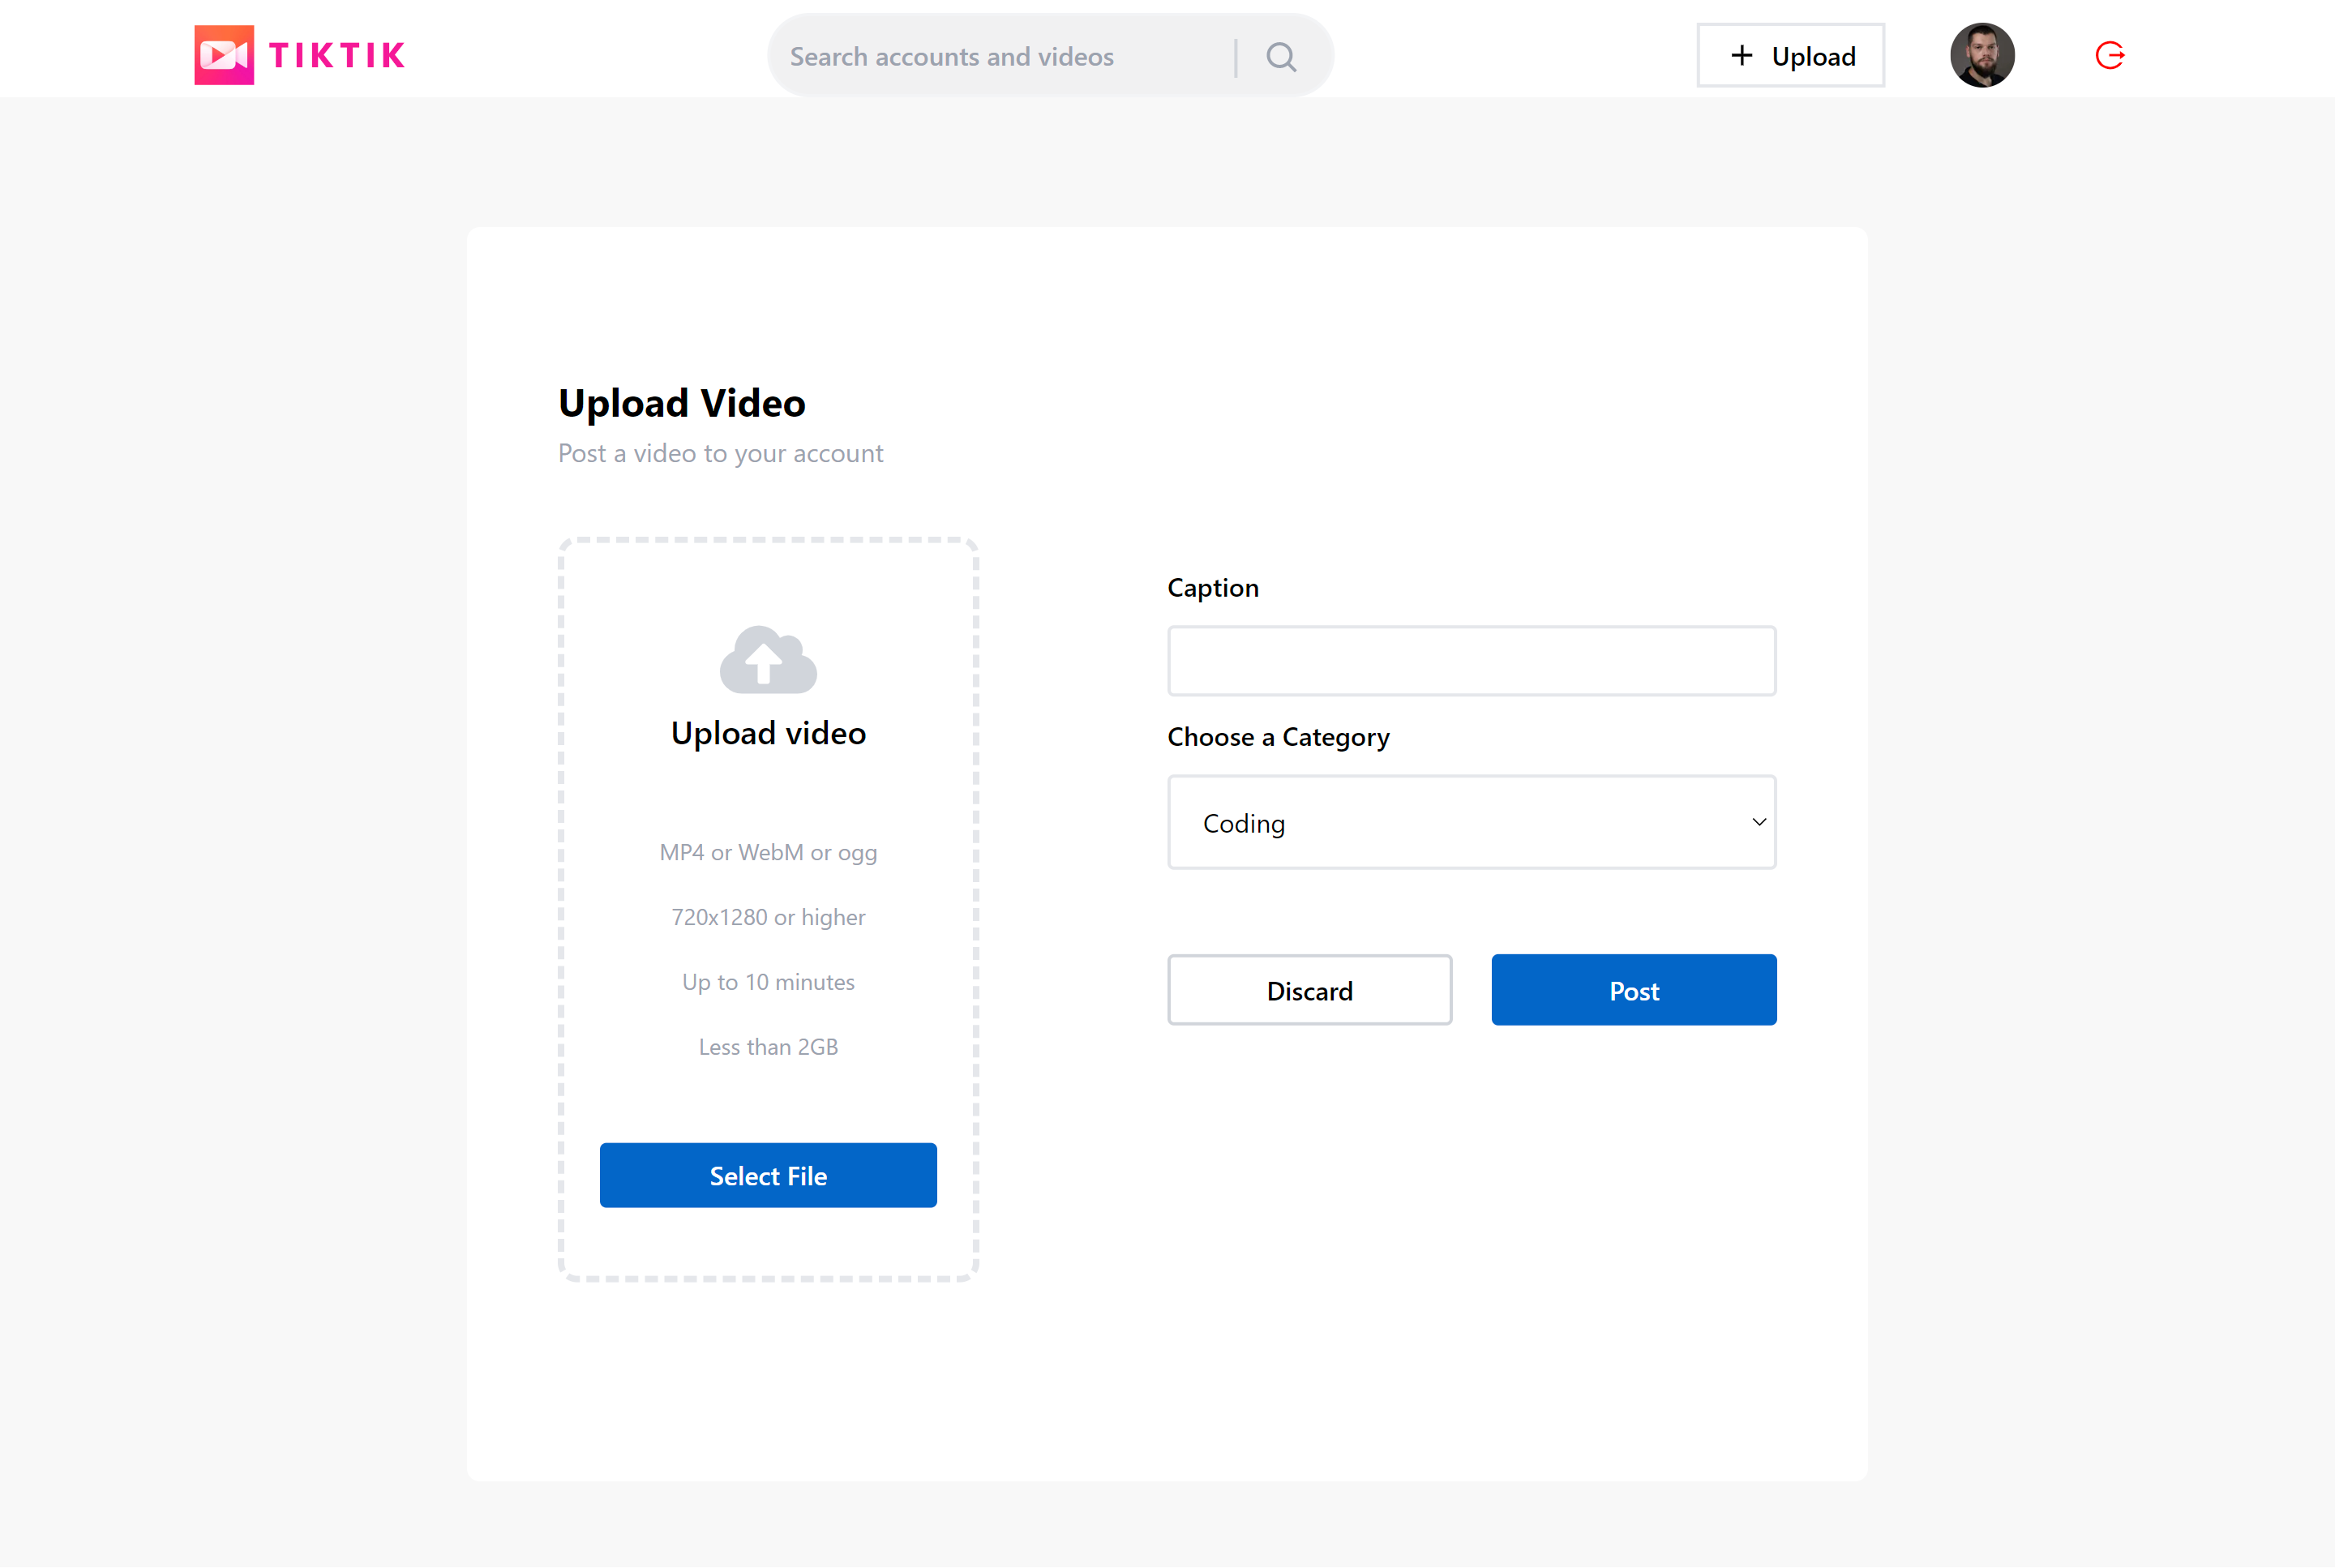 TIKTIK
Search accounts and videos
Upload
Upload Video
Post a video to your account
Upload video
MP4 or WebM or ogg
720x1280 or higher
Up to 10 minutes
Less than 2GB
Select File
Caption
Choose a Category
Coding
Discard
Post